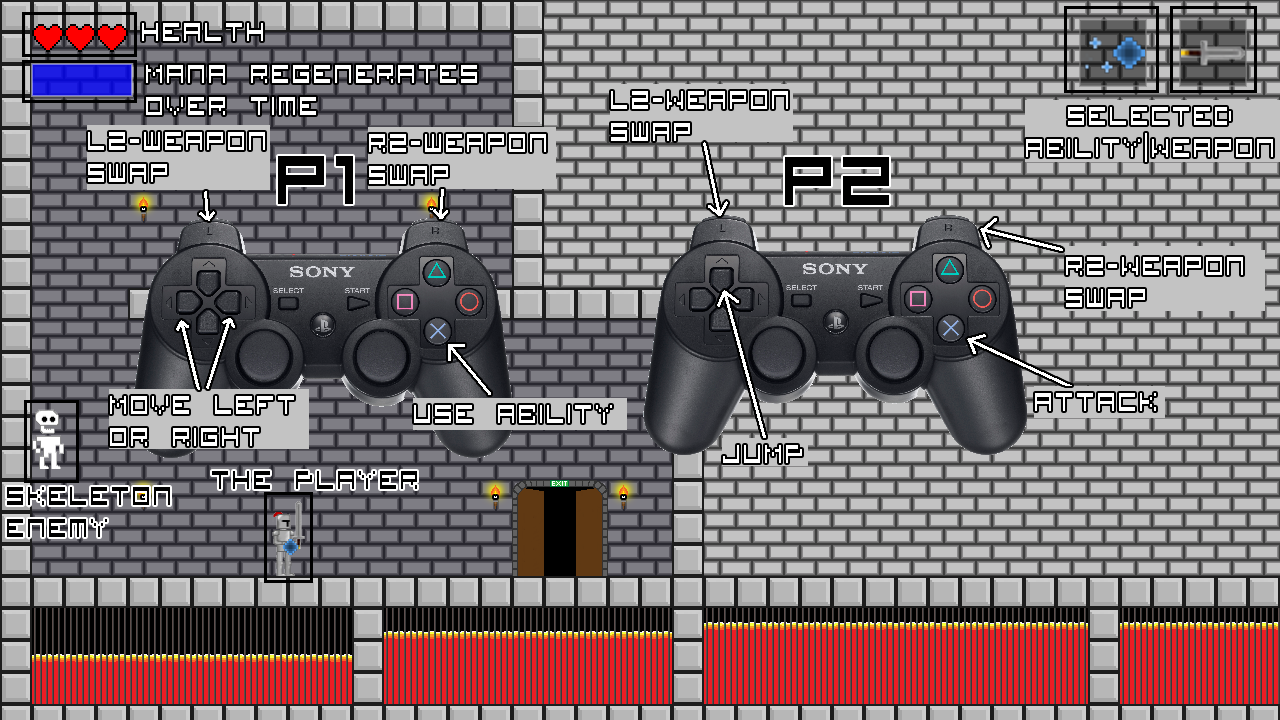 HEALTH
MANA REGENERATES
OVER TIME
L2-WEAPON
SWAP
P1
R2-WEAPON
SWAP
L2-WEAPON
SWAP
P2
SELECTED
ABILITY|WEAPON
L
R
SONY
SELECT
START
L
R
SONY
SELECT
START
R2-WEAPON
SWAP
MOVE LEFT
OR RIGHT
USE ABILITY
ATTACK
JUMP
SKELETON
ENEMY
THE PLAYER
EXIT